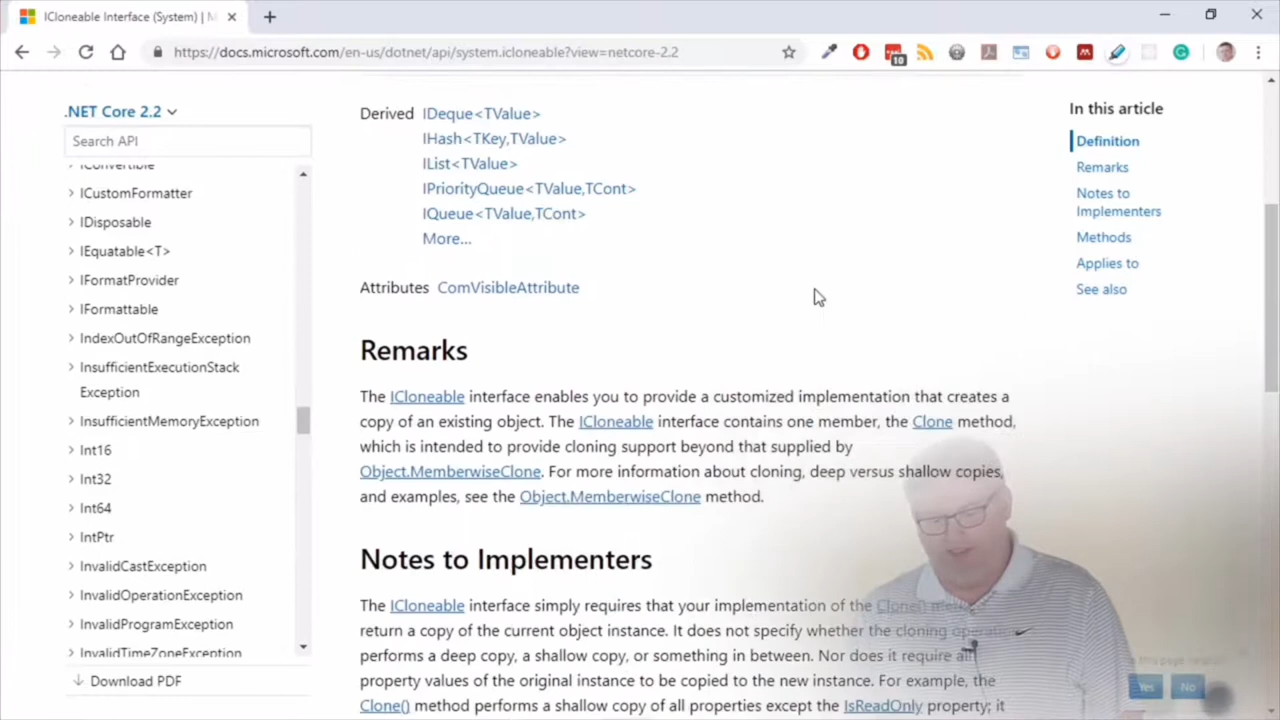 ICloneable Interface (System) | M
https://docs.microsoft.com/en-us/dotnet/api/system.icloneable?view=netcore-2.2
10
.NET Core 2.2
Search API
IConvertible
ICustomFormatter
IDisposable
IEquatable<T>
IFormatProvider
IFormattable
IndexOutOfRangeException
InsufficientExecutionStack
Exception
InsufficientMemoryException
Int16
Int32
Int64
IntPtr
InvalidCastException
InvalidOperationException
InvalidProgramException
InvalidTimeZoneException
Download PDF
Derived IDeque<TValue>
IHash<TKey,TValue>
IList<TValue>
IPriorityQueue<TValue,TCont>
IQueue<TValue,TCont>
More...
Attributes ComVisibleAttribute
Remarks
The ICloneable interface enables you to provide a customized implementation that creates a
copy of an existing object. The ICloneable interface contains one member, the Clone method,
which is intended to provide cloning support beyond that supplied by
Object.MemberwiseClone. For more information about cloning, deep versus shallow copies,
and examples, see the Object.MemberwiseClone method.
Notes to Implementers
The ICloneable interface simply requires that your implementation of the Clone()
return a copy of the current object instance. It does not specify whether the cloning
performs a deep copy, a shallow copy, or something in between. Nor does it require all
property values of the original instance to be copied to the new instance. For example, the
Clone() method performs a shallow copy of all properties except the IsReadOnly property; it
In this article
Definition
Remarks
Notes to
Implementers
Methods
Applies to
See also
Yes No